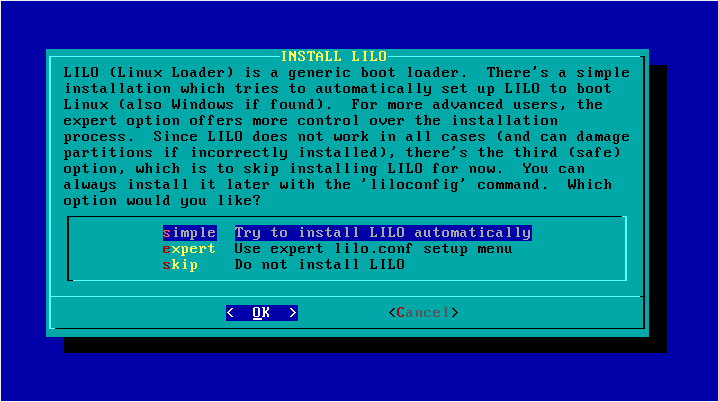 INSTALL LILO
LILO (Linux Loader) is a generic boot loader.  There's a simple
installation which tries to automatically set up LILO to boot
Linux (also Windows if found).  For more advanced users, the
expert option offers more control over the installation
process.  Since LILO does not work in all cases (and can damage
partitions if incorrectly installed), there's the third (safe)
option, which is to skip installing LILO for now.  You can
always install it later with the 'liloconfig' command.  Which
option would you like?
simple  Try to install LILO automatically
expert  Use expert lilo.conf setup menu
skip    Do not install LILO
<  OK  >          <Cancel>